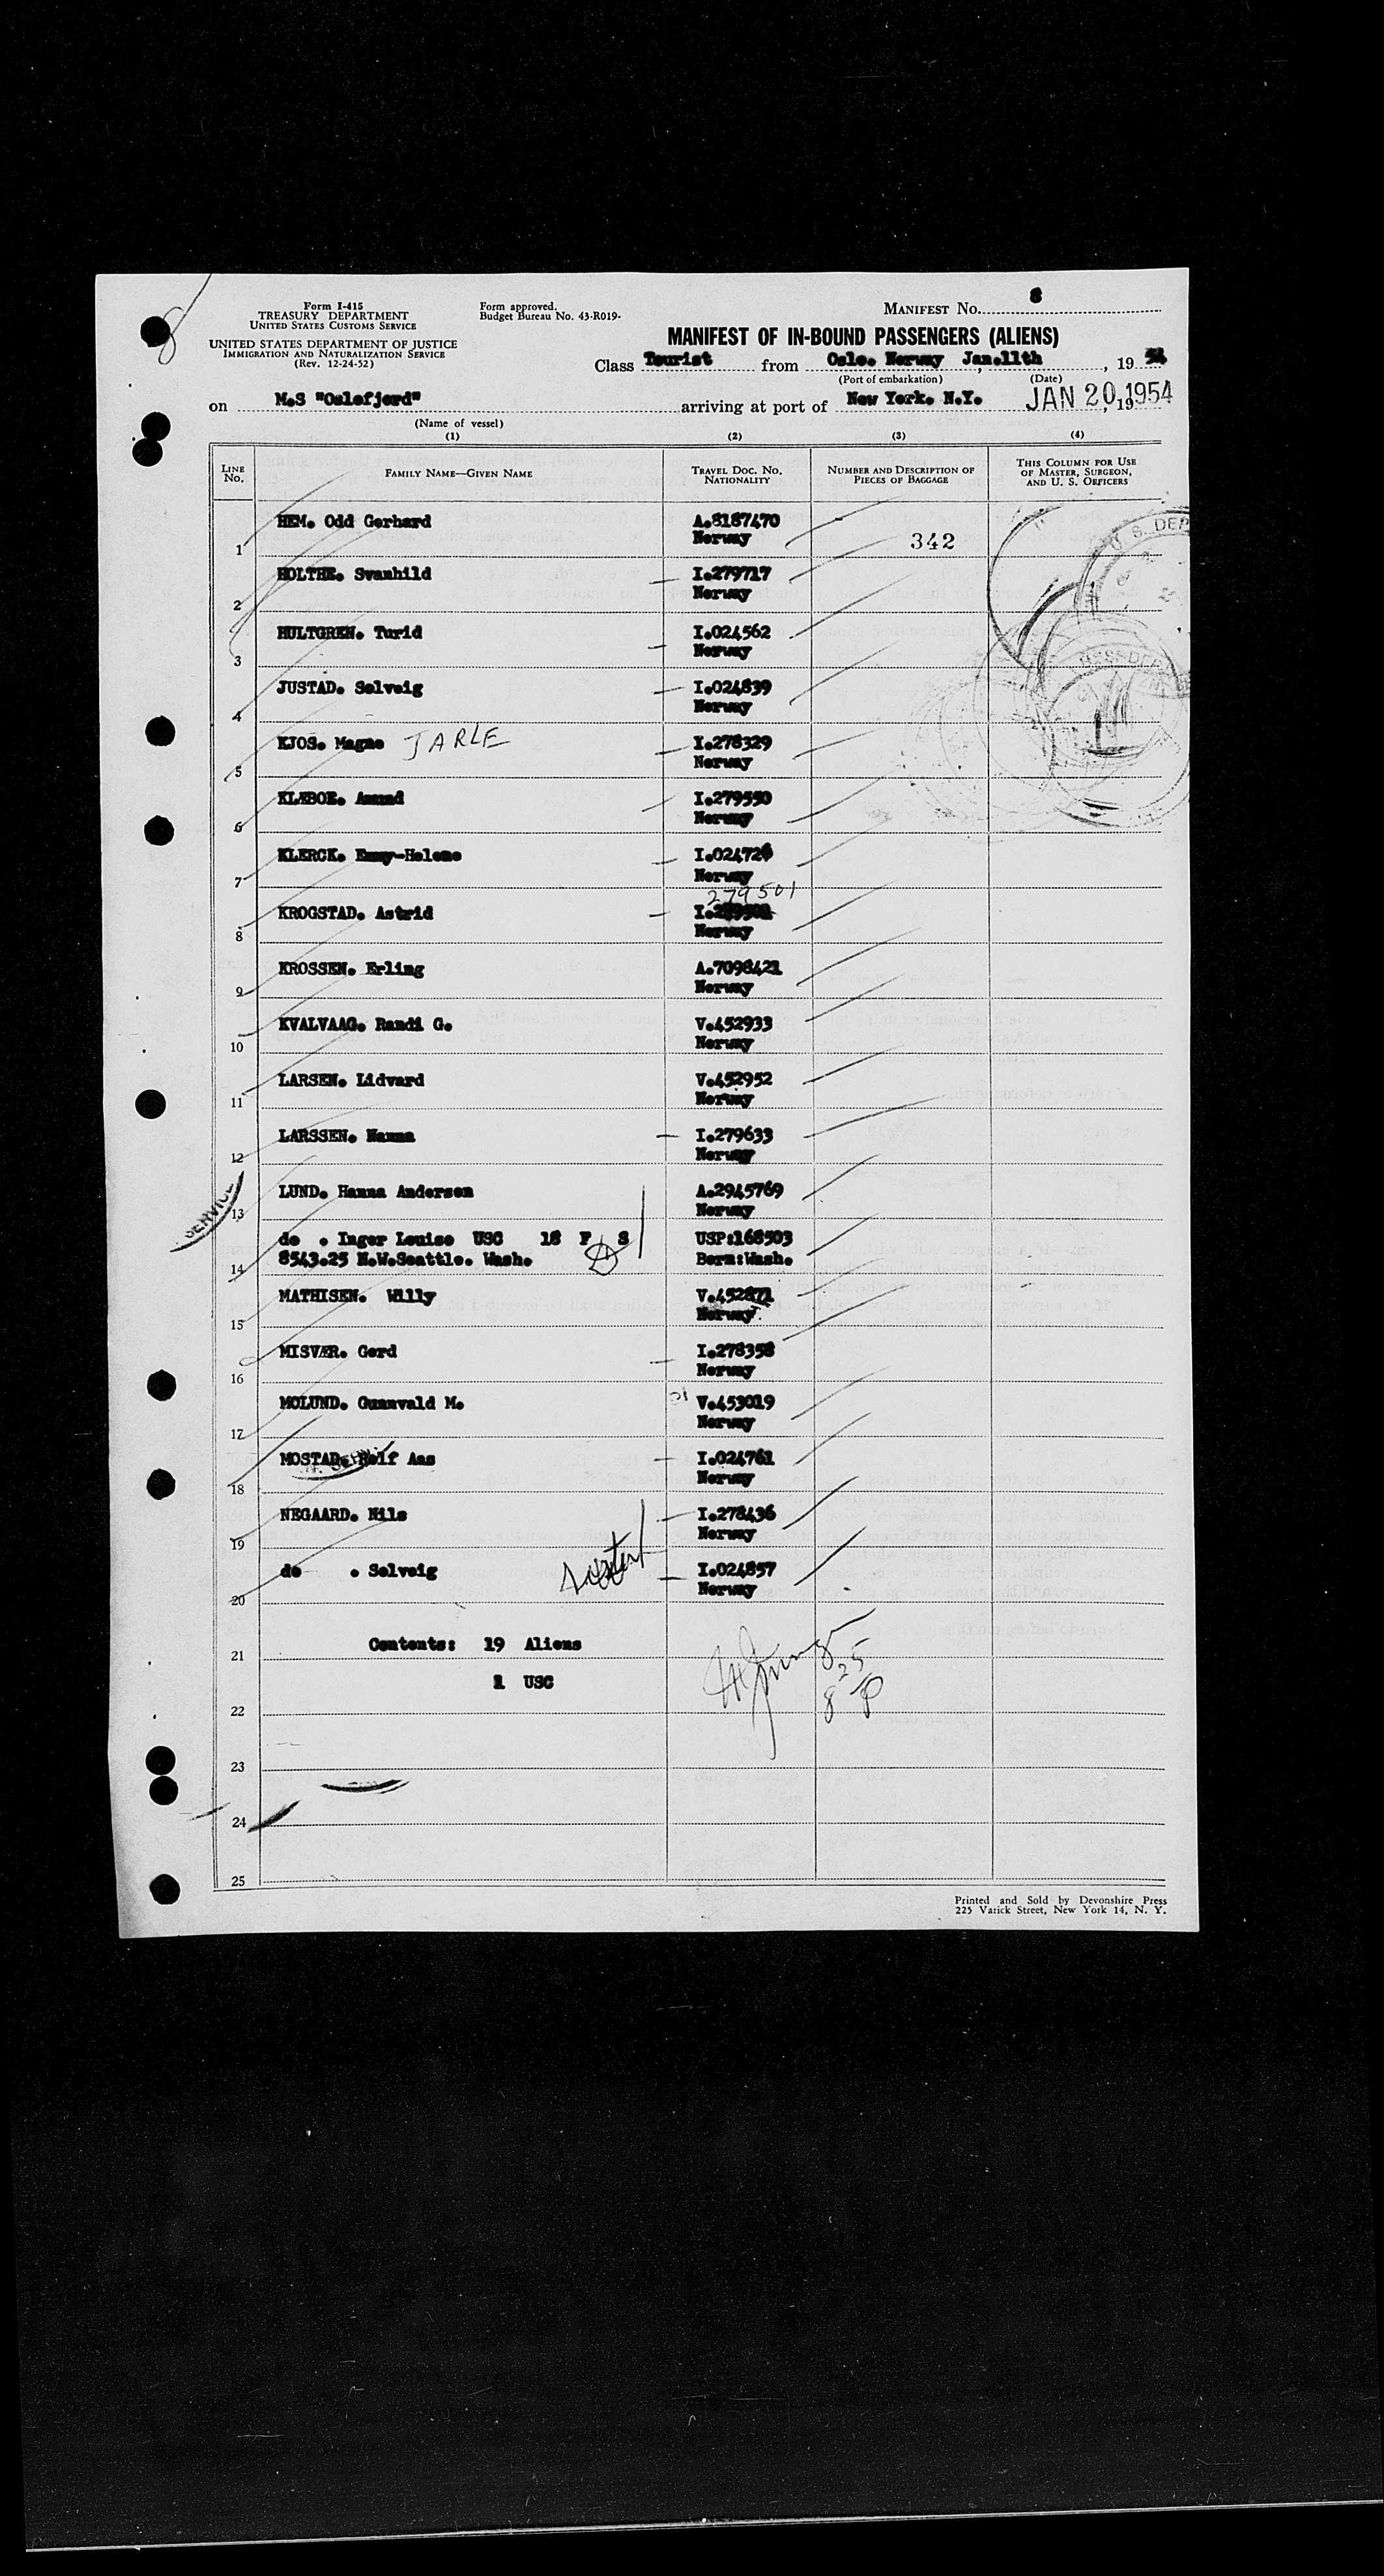 8
Form I-415
TREASURY DEPARTMENT
UNITED STATES CUSTOMS SERVICE
UNITED STATES DEPARTMENT OF JUSTICE
IMMIGRATION AND NATURALIZATION SERVICE
(Rev. 12-24-52)
Form approved.
Budget Bureau No. 43-R019-
MANIFEST No. 8
MANIFEST OF IN-BOUND PASSENGERS (ALIENS)
Class Tourist from Oslo. Norway Jan.11th, 19 54
(Port of embarkation) (Date)
on M.S "Oslofjord" arriving at port of New York. N.Y. JAN 20, 1954
(Name of vessel)
(1) (2) (3) (4)
LINE No. FAMILY NAME—GIVEN NAME TRAVEL DOC. NO. NATIONALITY NUMBER AND DESCRIPTION OF PIECES OF BAGGAGE THIS COLUMN FOR USE OF MASTER, SURGEON, AND U. S. OFFICERS
1 HEM. Odd Gerhard A.8187470 Norway 342
2 HOLTHE. Svanhild I.279717 Norway
3 HULTGREN. Turid I.024562 Norway
4 JUSTAD. Solveig I.024839 Norway
5 KJOS. Magne JARLE I.278329 Norway
6 KLEBOE. Amund I.279550 Norway
7 KLERCK. Emmy-Helene I.024726 Norway
279501
8 KROGSTAD. Astrid Norway
9 KROSSEN. Erling A.7098421 Norway
10 KVALVAAG. Randi G. V.452933 Norway
11 LARSEN. Lidvard V.452952 Norway
12 LARSSEN. Nanna I.279633 Norway
13 LUND. Hanna Andersen A.2945769 Norway
14 do . Inger Louise USC 18 F S USP:168503
8543.25 N.W.Seattle. Wash. Born:Wash.
15 MATHISEN. Willy V.452871 Norway
16 MISVÆR. Gerd I.278358 Norway
17 MOLUND. Gunnvald M. V.453019 Norway
18 MOSTAD. Rolf Aas I.024761 Norway
19 NEGAARD. Nils I.278436 Norway
20 do . Solveig I.024857 Norway
21 Contents: 19 Aliens
1 USC
825 P
22
23
24
25
SERVICE
U. S. DEP
Printed and Sold by Devonshire Press
225 Varick Street, New York 14, N. Y.